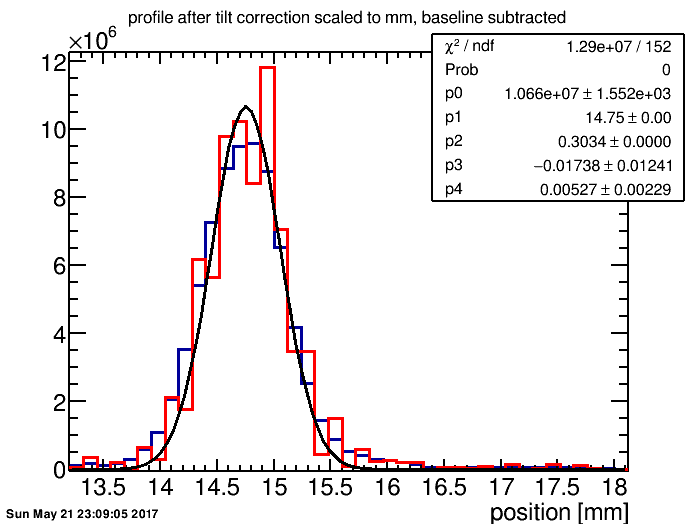 profile after tilt correction scaled to mm, baseline subtracted
×10⁶
χ² / ndf 1.29e+07 / 152
Prob 0
p0 1.066e+07 ± 1.552e+03
p1 14.75 ± 0.00
p2 0.3034 ± 0.0000
p3 −0.01738 ± 0.01241
p4 0.00527 ± 0.00229
12
10
8
6
4
2
0
13.5 14 14.5 15 15.5 16 16.5 17 17.5 18
position [mm]
Sun May 21 23:09:05 2017